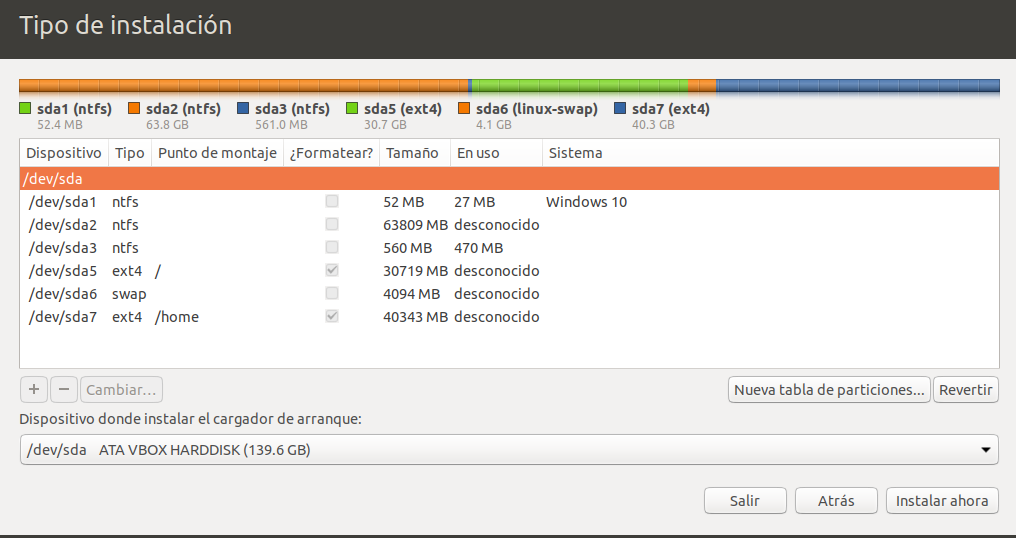 Tipo de instalación
sda1 (ntfs) sda2 (ntfs) sda3 (ntfs) sda5 (ext4) sda6 (linux-swap) sda7 (ext4)
52.4 MB 63.8 GB 561.0 MB 30.7 GB 4.1 GB 40.3 GB
Dispositivo Tipo Punto de montaje ¿Formatear? Tamaño En uso Sistema
/dev/sda
/dev/sda1 ntfs 52 MB 27 MB Windows 10
/dev/sda2 ntfs 63809 MB desconocido
/dev/sda3 ntfs 560 MB 470 MB
/dev/sda5 ext4 / 30719 MB desconocido
/dev/sda6 swap 4094 MB desconocido
/dev/sda7 ext4 /home 40343 MB desconocido
+ − Cambiar... Nueva tabla de particiones... Revertir
Dispositivo donde instalar el cargador de arranque:
/dev/sda ATA VBOX HARDDISK (139.6 GB)
Salir Atrás Instalar ahora